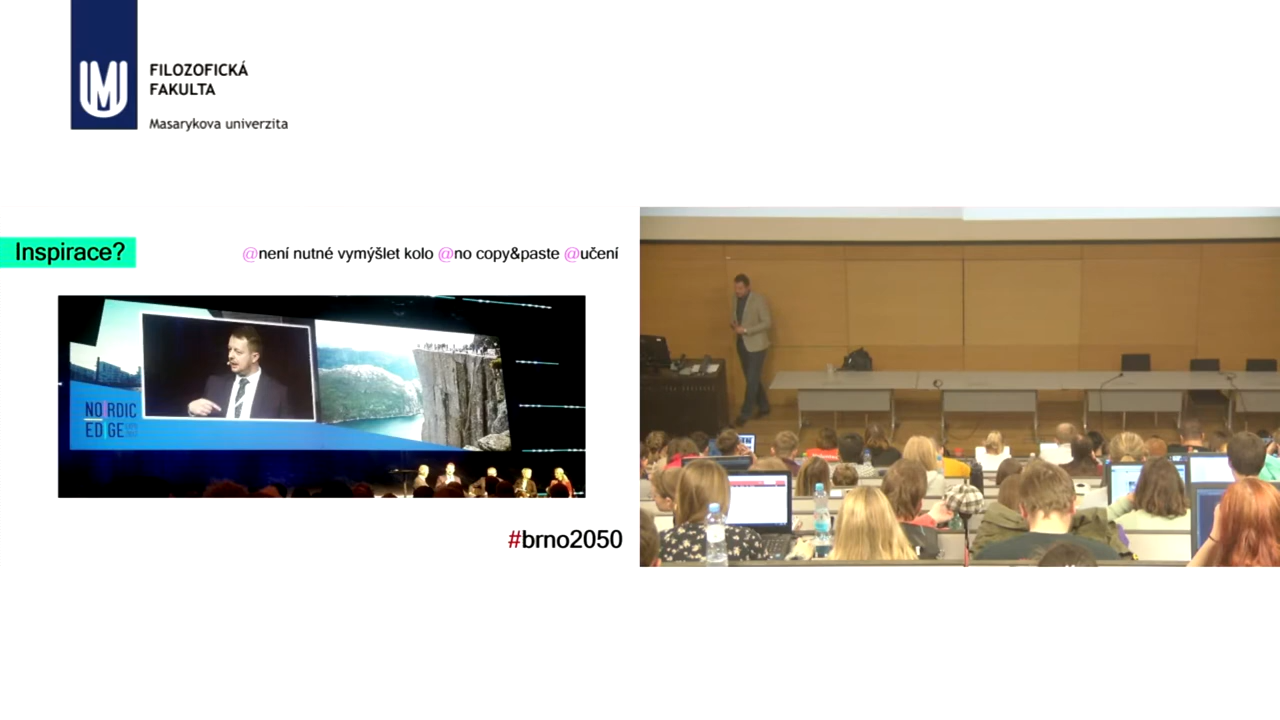 FILOZOFICKÁ
FAKULTA
Masarykova univerzita
Inspirace?
@není nutné vymýšlet kolo @no copy&paste @učení
NORDIC
EDGE
#brno2050